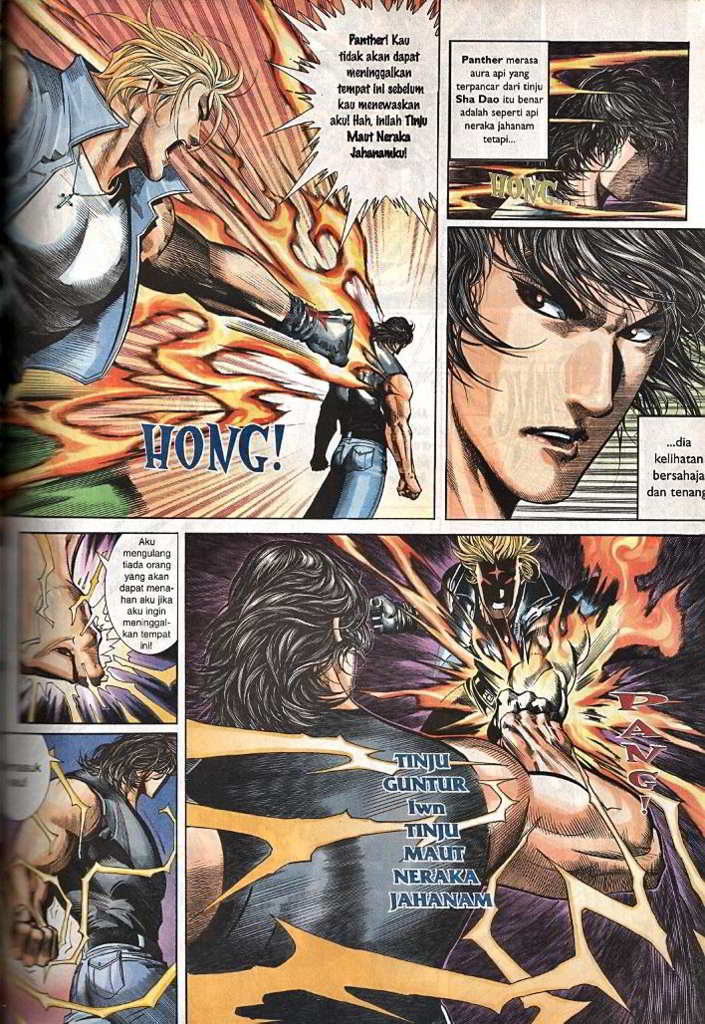 Panther! Kau
tidak akan dapat
meninggalkan
tempat ini sebelum
kau menewaskan
aku! Hah, inilah Tinju
Maut Neraka
Jahanamku!
HONG!
Panther merasa
aura api yang
terpancar dari tinju
Sha Dao itu benar
adalah seperti api
neraka jahanam
tetapi...
HONG...
...dia
kelihatan
bersahaja
dan tenang
Aku
mengulang
tiada orang
yang akan
dapat mena-
han aku jika
aku ingin
meninggal-
kan tempat
ini!
TINJU
GUNTUR
lwn
TINJU
MAUT
NERAKA
JAHANAM
PANG!